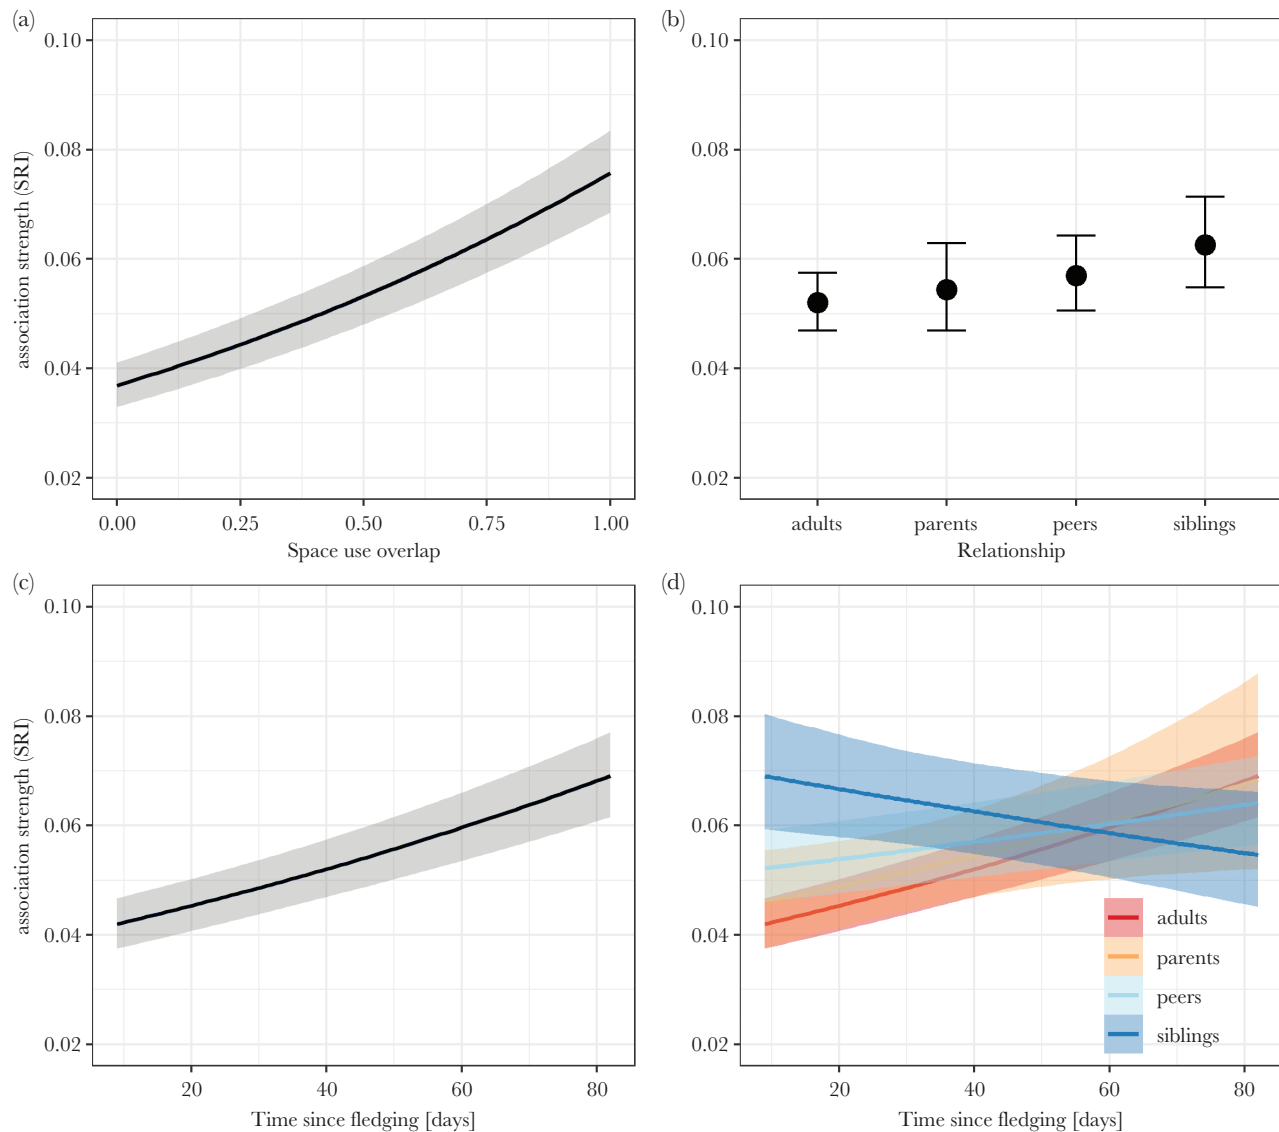 (a)
association strength (SRI)
0.10
0.08
0.06
0.04
0.02
0.00 0.25 0.50 0.75 1.00
Space use overlap
(b)
0.10
0.08
0.06
0.04
0.02
adults parents peers siblings
Relationship
(c)
association strength (SRI)
0.10
0.08
0.06
0.04
0.02
20 40 60 80
Time since fledging [days]
(d)
0.10
0.08
0.06
0.04
0.02
adults
parents
peers
siblings
20 40 60 80
Time since fledging [days]